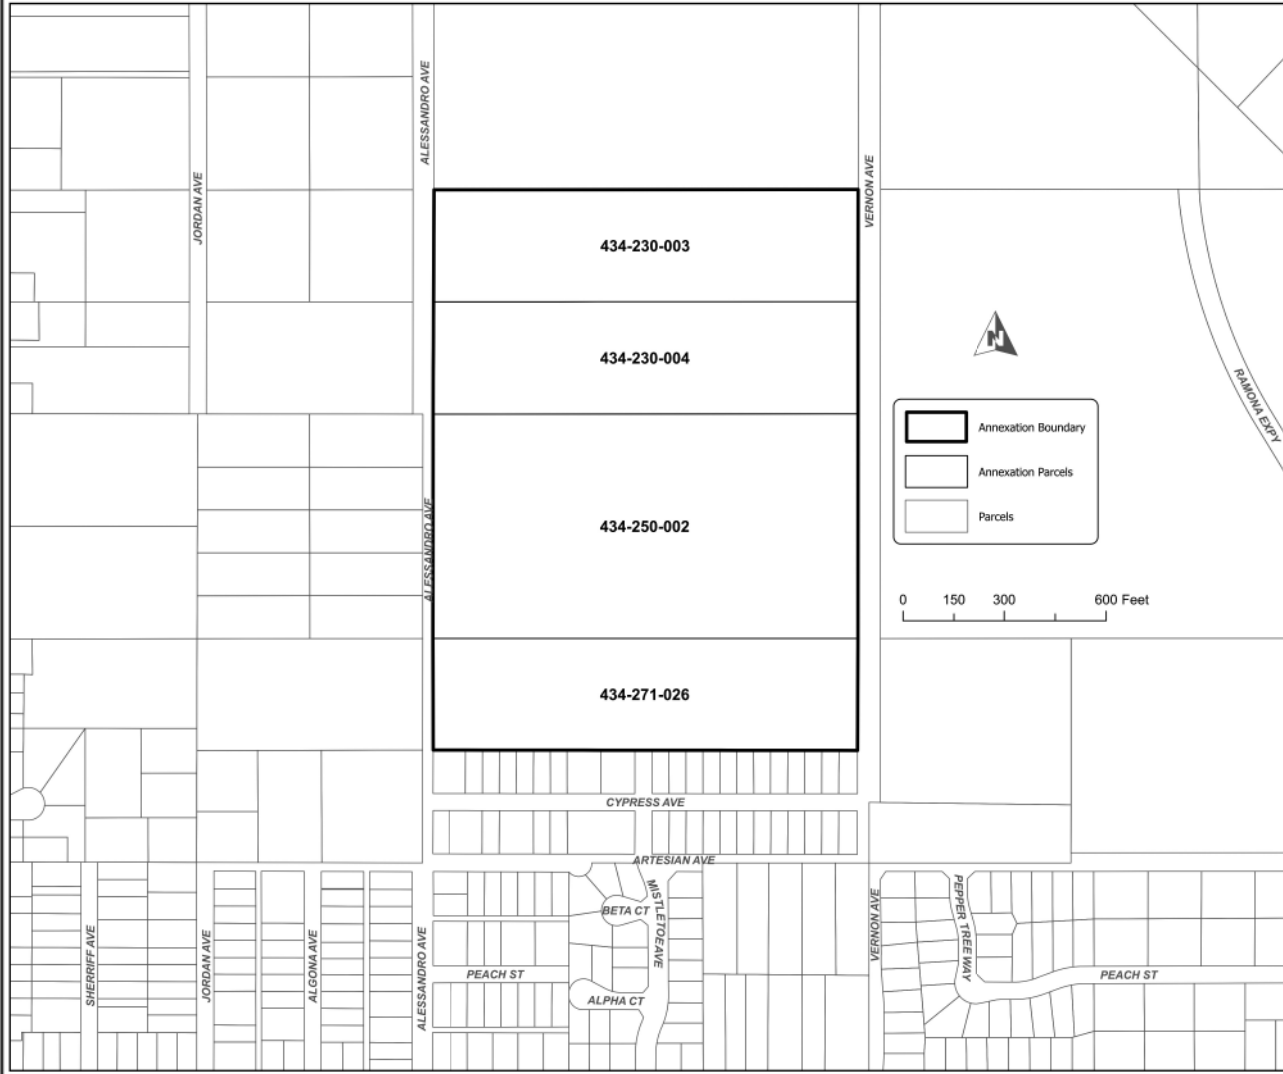 ALESSANDRO AVE
JORDAN AVE
VERNON AVE
434-230-003
434-230-004
N
RAMONA EXPY
Annexation Boundary
Annexation Parcels
Parcels
ALESSANDRO AVE
434-250-002
0 150 300 600 Feet
434-271-026
CYPRESS AVE
ARTESIAN AVE
MISTLETOE AVE
BETA CT
PEPPER TREE WAY
VERNON AVE
SHERRIFF AVE
JORDAN AVE
ALGONA AVE
ALESSANDRO AVE
PEACH ST
PEACH ST
ALPHA CT